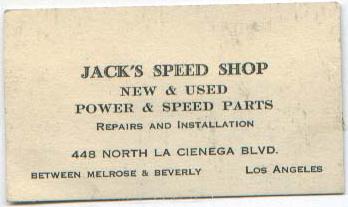 JACK'S SPEED SHOP
NEW & USED
POWER & SPEED PARTS
REPAIRS AND INSTALLATION
448 NORTH LA CIENEGA BLVD.
BETWEEN MELROSE & BEVERLY LOS ANGELES